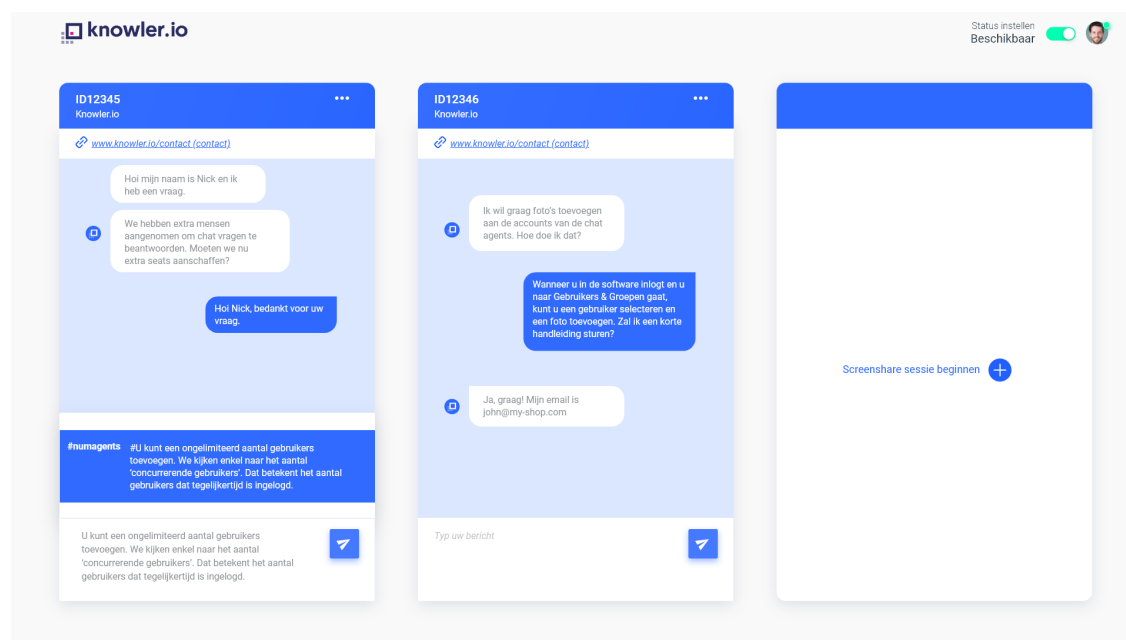 knowler.io
Status instellen
Beschikbaar
ID12345
Knowler.io
www.knowler.io/contact (contact)
Hoi mijn naam is Nick en ik
heb een vraag.
We hebben extra mensen
aangenomen om chat vragen te
beantwoorden. Moeten we nu
extra seats aanschaffen?
Hoi Nick, bedankt voor uw
vraag.
#numagents
#U kunt een ongelimiteerd aantal gebruikers
toevoegen. We kijken enkel naar het aantal
‘concurrerende gebruikers’. Dat betekent het aantal
gebruikers dat tegelijkertijd is ingelogd.
U kunt een ongelimiteerd aantal gebruikers
toevoegen. We kijken enkel naar het aantal
‘concurrerende gebruikers’. Dat betekent het aantal
gebruikers dat tegelijkertijd is ingelogd.
ID12346
Knowler.io
www.knowler.io/contact (contact)
Ik wil graag foto’s toevoegen
aan de accounts van de chat
agents. Hoe doe ik dat?
Wanneer u in de software inlogt en u
naar Gebruikers & Groepen gaat,
kunt u een gebruiker selecteren en
een foto toevoegen. Zal ik een korte
handleiding sturen?
Ja, graag! Mijn email is
john@my-shop.com
Typ uw bericht
Screenshare sessie beginnen